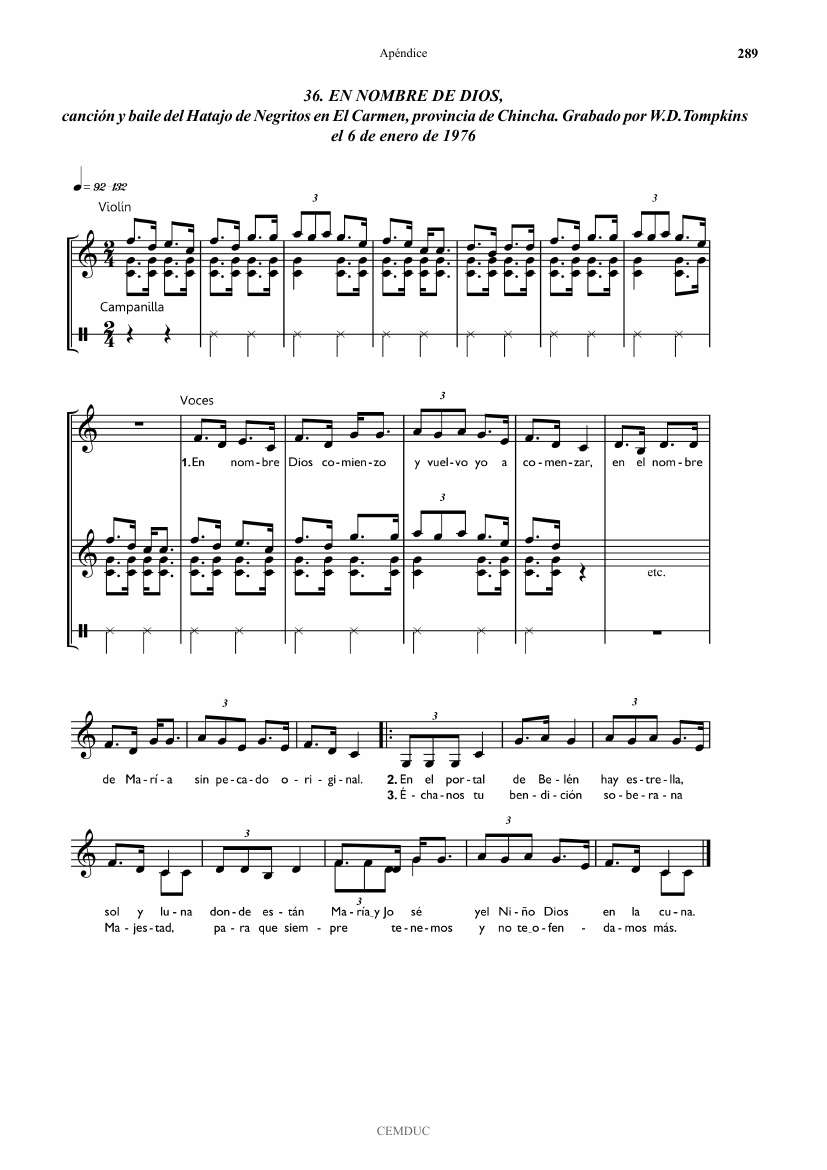 Apéndice 289
36. EN NOMBRE DE DIOS,
canción y baile del Hatajo de Negritos en El Carmen, provincia de Chincha. Grabado por W.D.Tompkins
el 6 de enero de 1976
= 92-132
Violín
3 3
2 4
Campanilla
2 4
Voces
3
1.En nom-bre Dios co-mien-zo y vuel-vo yo a co-men-zar, en el nom-bre
3
etc.
3 3 3
de Ma-rí-a sin pe-ca-do o-ri-gi-nal. 2.En el por-tal de Be-lén hay es-tre-lla,
3.É-cha-nos tu ben-di-ción so-be-ra-na
3 3 3
sol y lu-na don-de es-tán Ma-ría_y Jo sé yel Ni-ño Dios en la cu-na.
Ma-jes-tad, pa-ra que siem-pre te-ne-mos y no te_o-fen-da-mos más.
CEMDUC